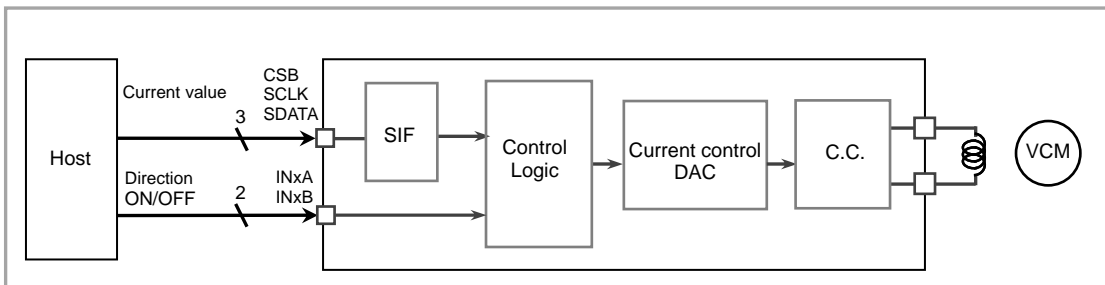 Host
Current value
3
CSB
SCLK
SDATA
Direction
ON/OFF
2
INxA
INxB
SIF
Control
Logic
Current control
DAC
C.C.
VCM